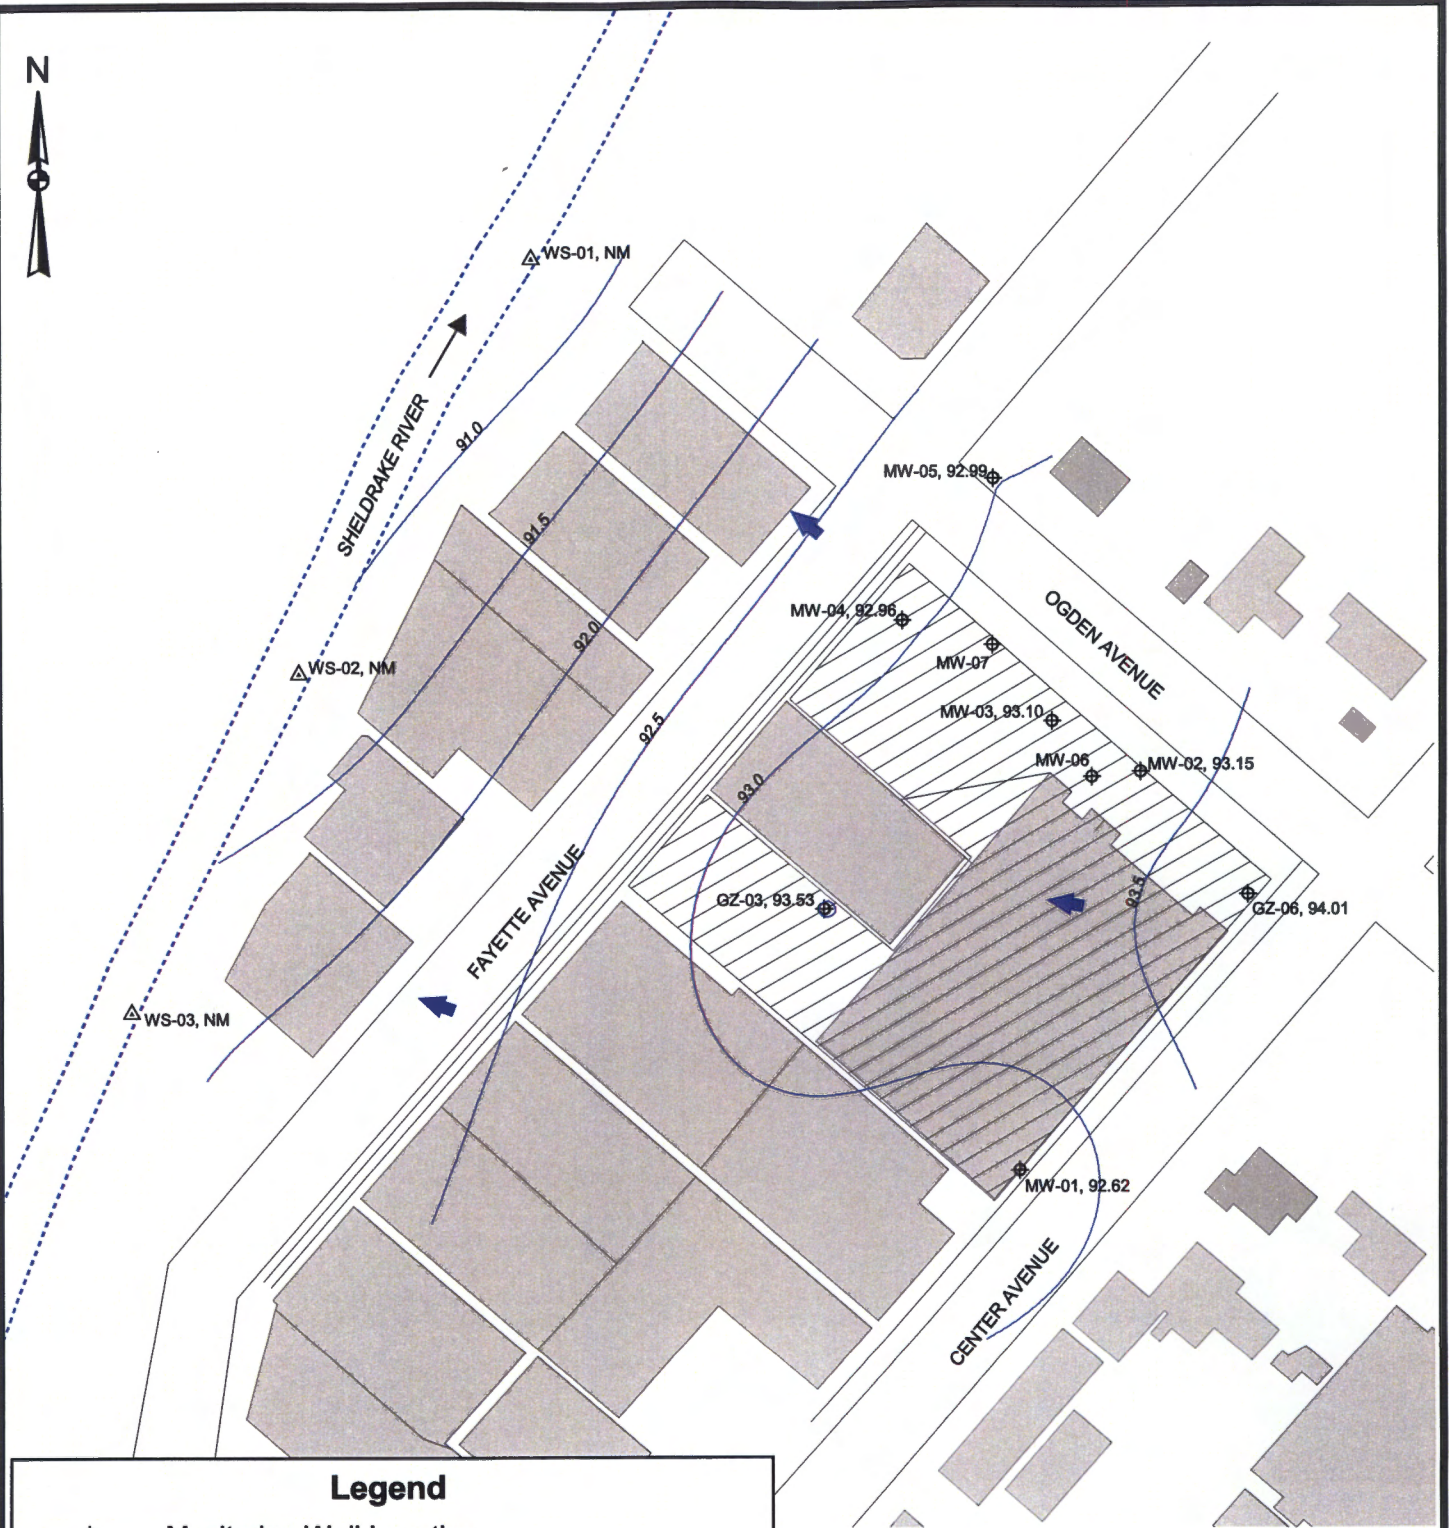 N
WS-01, NM
91.0
SHELDRAKE RIVER
MW-05, 92.99
91.5
MW-04, 92.96
OGDEN AVENUE
92.0
MW-07
WS-02, NM
MW-03, 93.10
92.5
MW-06
MW-02, 93.15
93.0
93.5
GZ-03, 93.53
GZ-06, 94.01
FAYETTE AVENUE
WS-03, NM
MW-01, 92.62
CENTER AVENUE
Legend